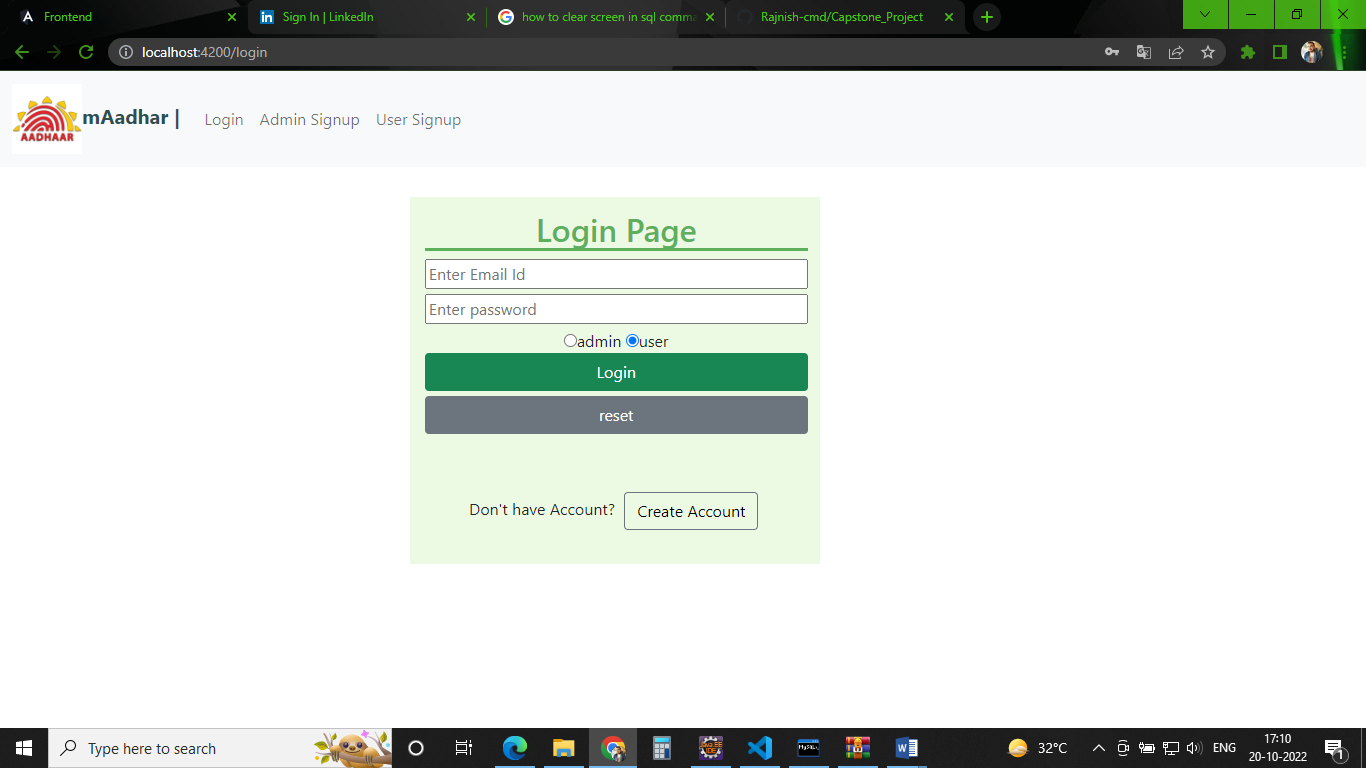 Frontend
Sign In | LinkedIn
how to clear screen in sql comma
Rajnish-cmd/Capstone_Project
localhost:4200/login
AADHAAR
mAadhar |
Login
Admin Signup
User Signup
Login Page
Enter Email Id
Enter password
admin
user
Login
reset
Don't have Account?
Create Account
Type here to search
32°C
ENG
17:10
20-10-2022
1